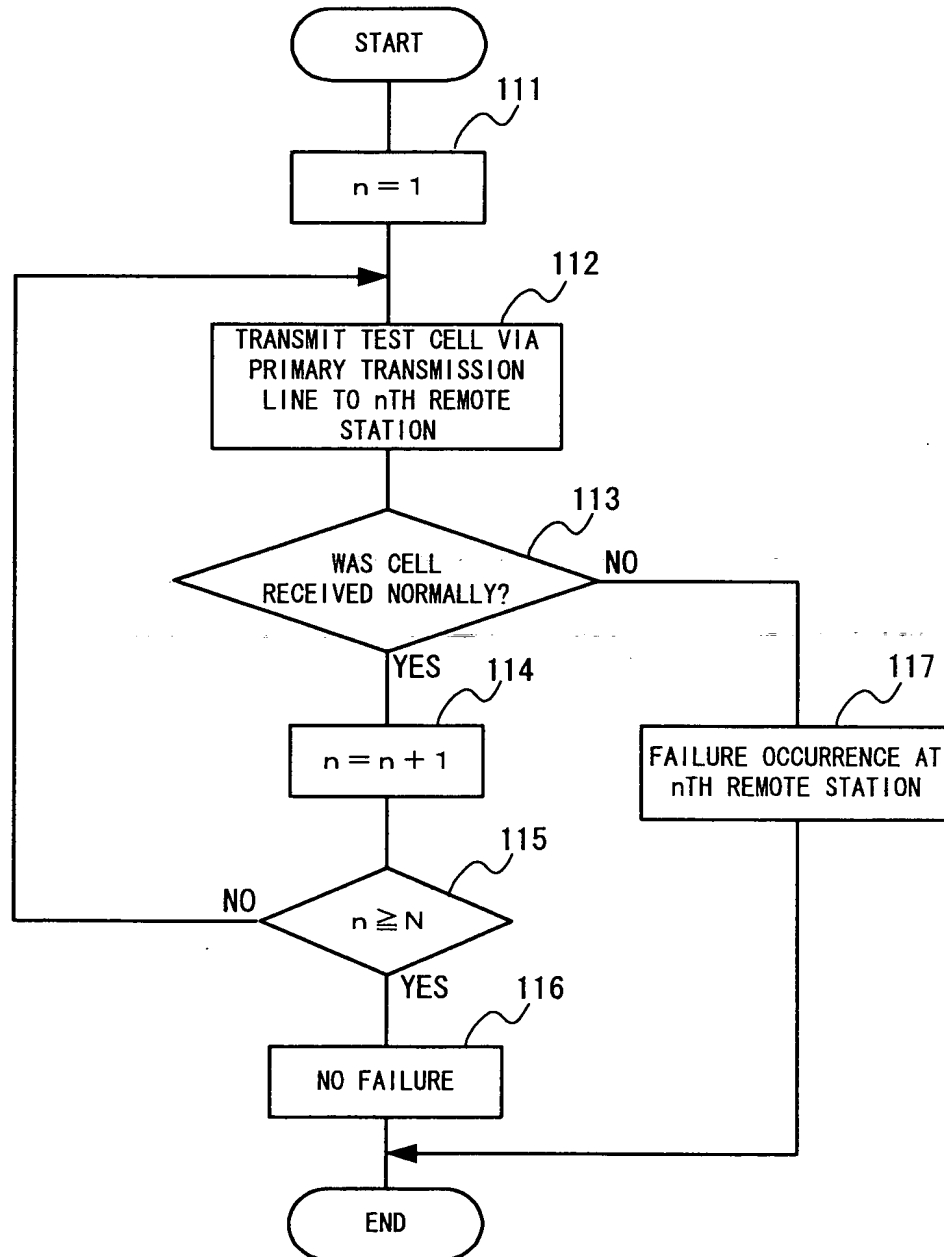 START
111
n = 1
112
TRANSMIT TEST CELL VIA
PRIMARY TRANSMISSION
LINE TO nTH REMOTE
STATION
113
WAS CELL
RECEIVED NORMALLY?
NO
YES
114
n = n + 1
117
FAILURE OCCURRENCE AT
nTH REMOTE STATION
115
NO
n ≧ N
YES
116
NO FAILURE
END